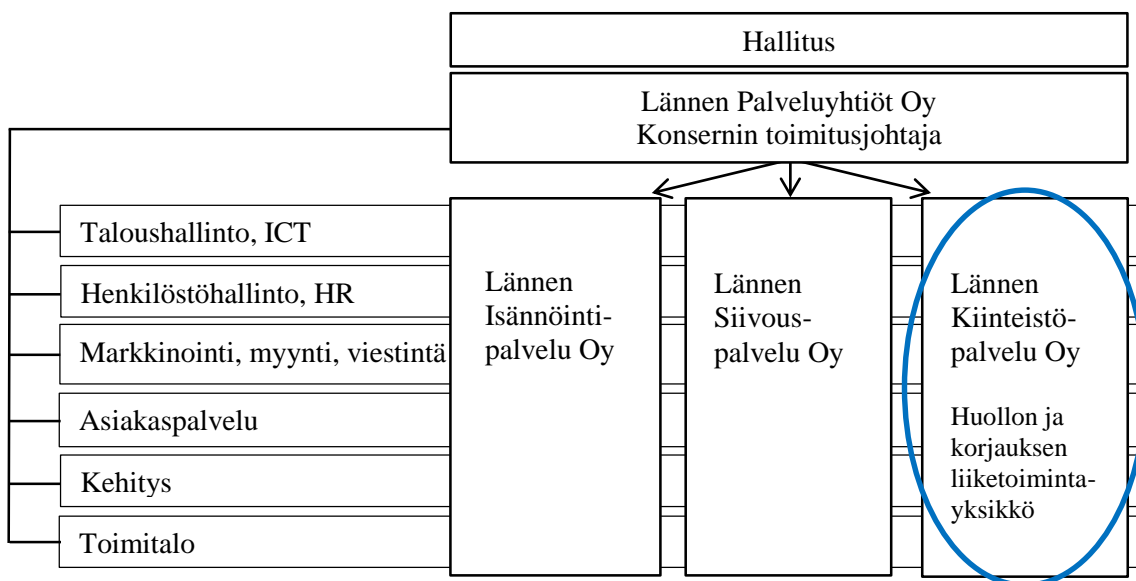 Hallitus
Lännen Palveluyhtiöt Oy
Konsernin toimitusjohtaja
Taloushallinto, ICT
Henkilöstöhallinto, HR
Markkinointi, myynti, viestintä
Asiakaspalvelu
Kehitys
Toimitalo
Lännen
Isännöinti-
palvelu Oy
Lännen
Siivous-
palvelu Oy
Lännen
Kiinteistö-
palvelu Oy
Huollon ja
korjauksen
liiketoiminta-
yksikkö